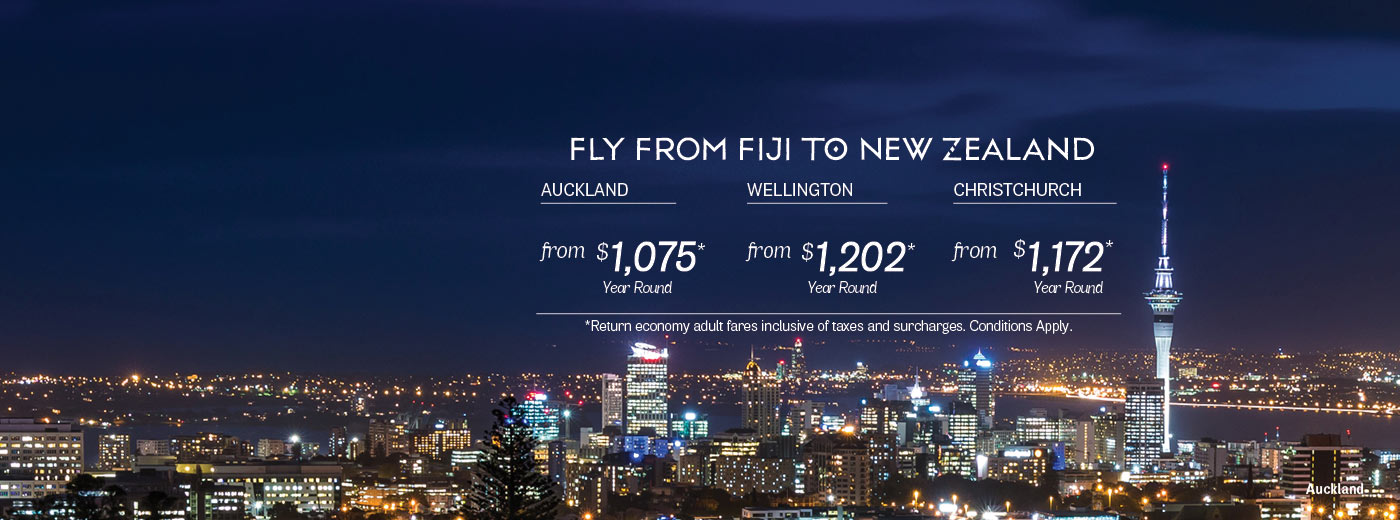 FLY FROM FIJI TO NEW ZEALAND
AUCKLAND
from $1,075*
Year Round
WELLINGTON
from $1,202*
Year Round
CHRISTCHURCH
from $1,172*
Year Round
*Return economy adult fares inclusive of taxes and surcharges. Conditions Apply.
Auckland